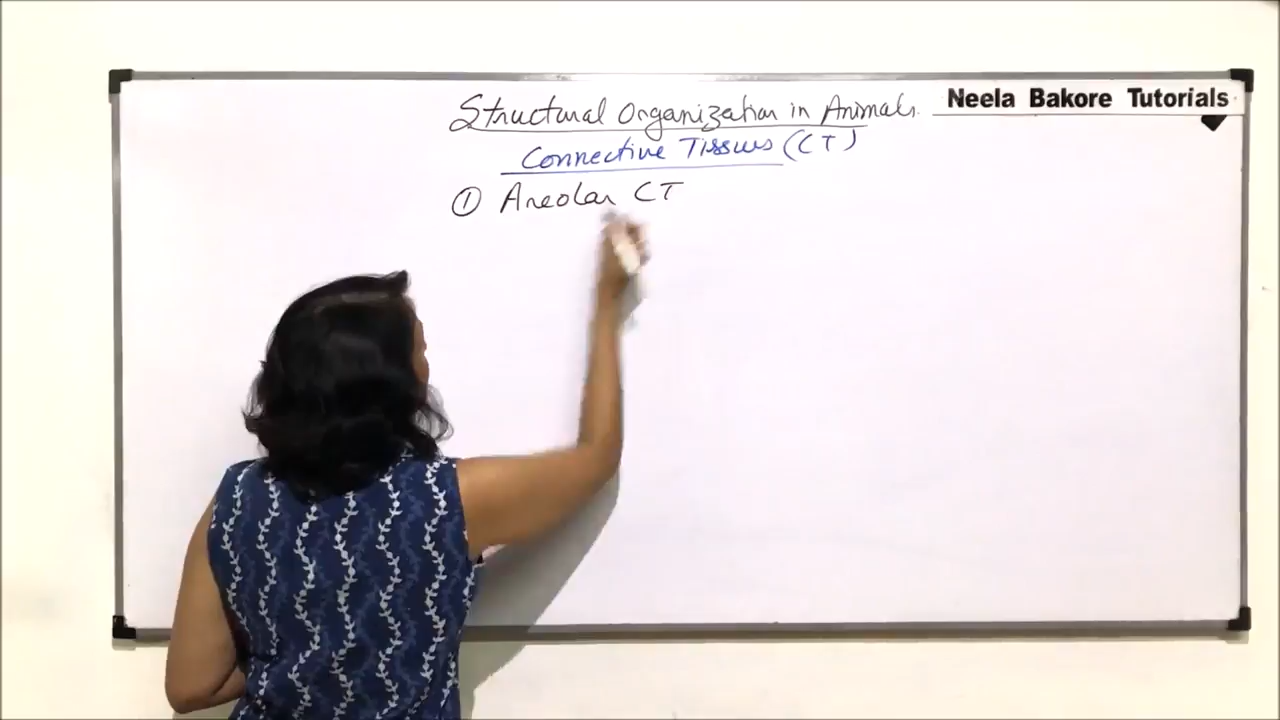 Structural Organization in Animals.
Neela Bakore Tutorials
Connective Tissues (CT)
① Areolar CT